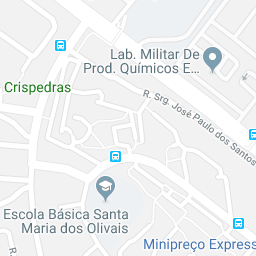 Lab. Militar De
Prod. Químicos E...
Crispedras
R. Srg. José Paulo dos Santos
Escola Básica Santa
Maria dos Olivais
Minipreço Express